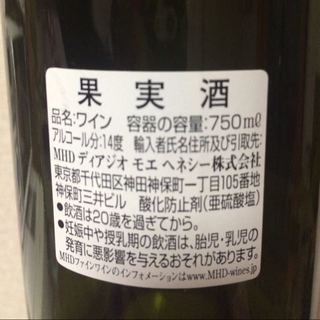 果実酒
品名:ワイン 容器の容量:750mℓ
アルコール分:14度 輸入者氏名住所及び引取先:
MHD ディアジオ モエ ヘネシー株式会社
東京都千代田区神田神保町一丁目105番地
神保町三井ビル 酸化防止剤(亜硫酸塩)
●飲酒は20歳を過ぎてから。
●妊娠中や授乳期の飲酒は、胎児・乳児の
発育に悪影響を与えるおそれがあります。
MHDファインワインのインフォメーションはwww.MHD-wines.jp